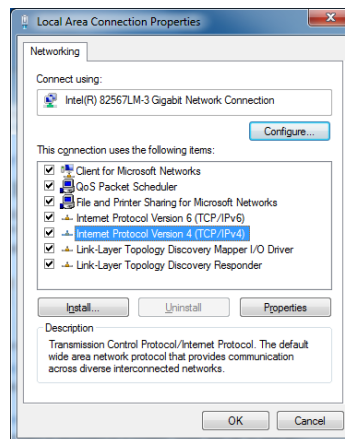 Local Area Connection Properties
Networking
Connect using:
Intel(R) 82567LM-3 Gigabit Network Connection
Configure...
This connection uses the following items:
Client for Microsoft Networks
QoS Packet Scheduler
File and Printer Sharing for Microsoft Networks
Internet Protocol Version 6 (TCP/IPv6)
Internet Protocol Version 4 (TCP/IPv4)
Link-Layer Topology Discovery Mapper I/O Driver
Link-Layer Topology Discovery Responder
Install...
Uninstall
Properties
Description
Transmission Control Protocol/Internet Protocol. The default
wide area network protocol that provides communication
across diverse interconnected networks.
OK
Cancel